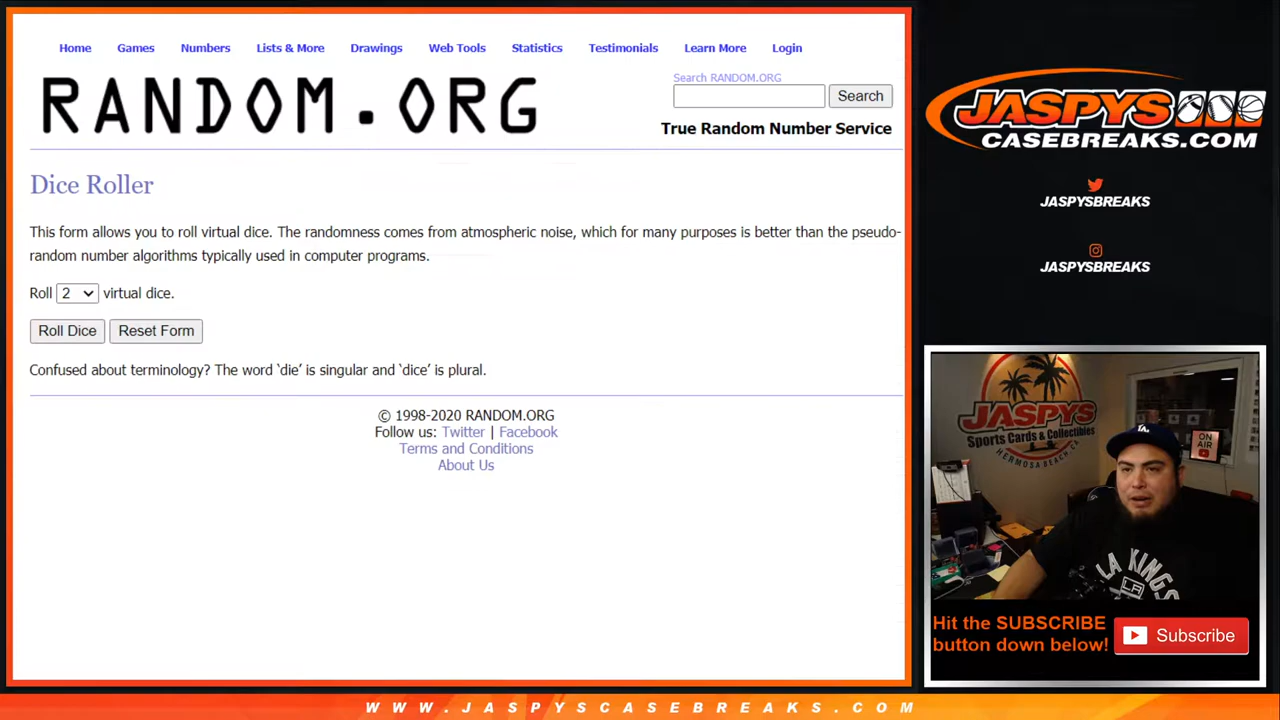 Home Games Numbers Lists & More Drawings Web Tools Statistics Testimonials Learn More Login
RANDOM.ORG
Search RANDOM.ORG
Search
True Random Number Service
Dice Roller
This form allows you to roll virtual dice. The randomness comes from atmospheric noise, which for many purposes is better than the pseudo-
random number algorithms typically used in computer programs.
Roll 2 virtual dice.
Roll Dice Reset Form
Confused about terminology? The word ‘die’ is singular and ‘dice’ is plural.
© 1998-2020 RANDOM.ORG
Follow us: Twitter | Facebook
Terms and Conditions
About Us
JASPYS
CASEBREAKS.COM
JASPYSBREAKS
JASPYSBREAKS
JASPYS
Sports Cards & Collectibles
HERMOSA BEACH, CA
ON
AIR
LA
LA KINGS
LA
Hit the SUBSCRIBE
button down below!
Subscribe
WWW.JASPYSCASEBREAKS.COM